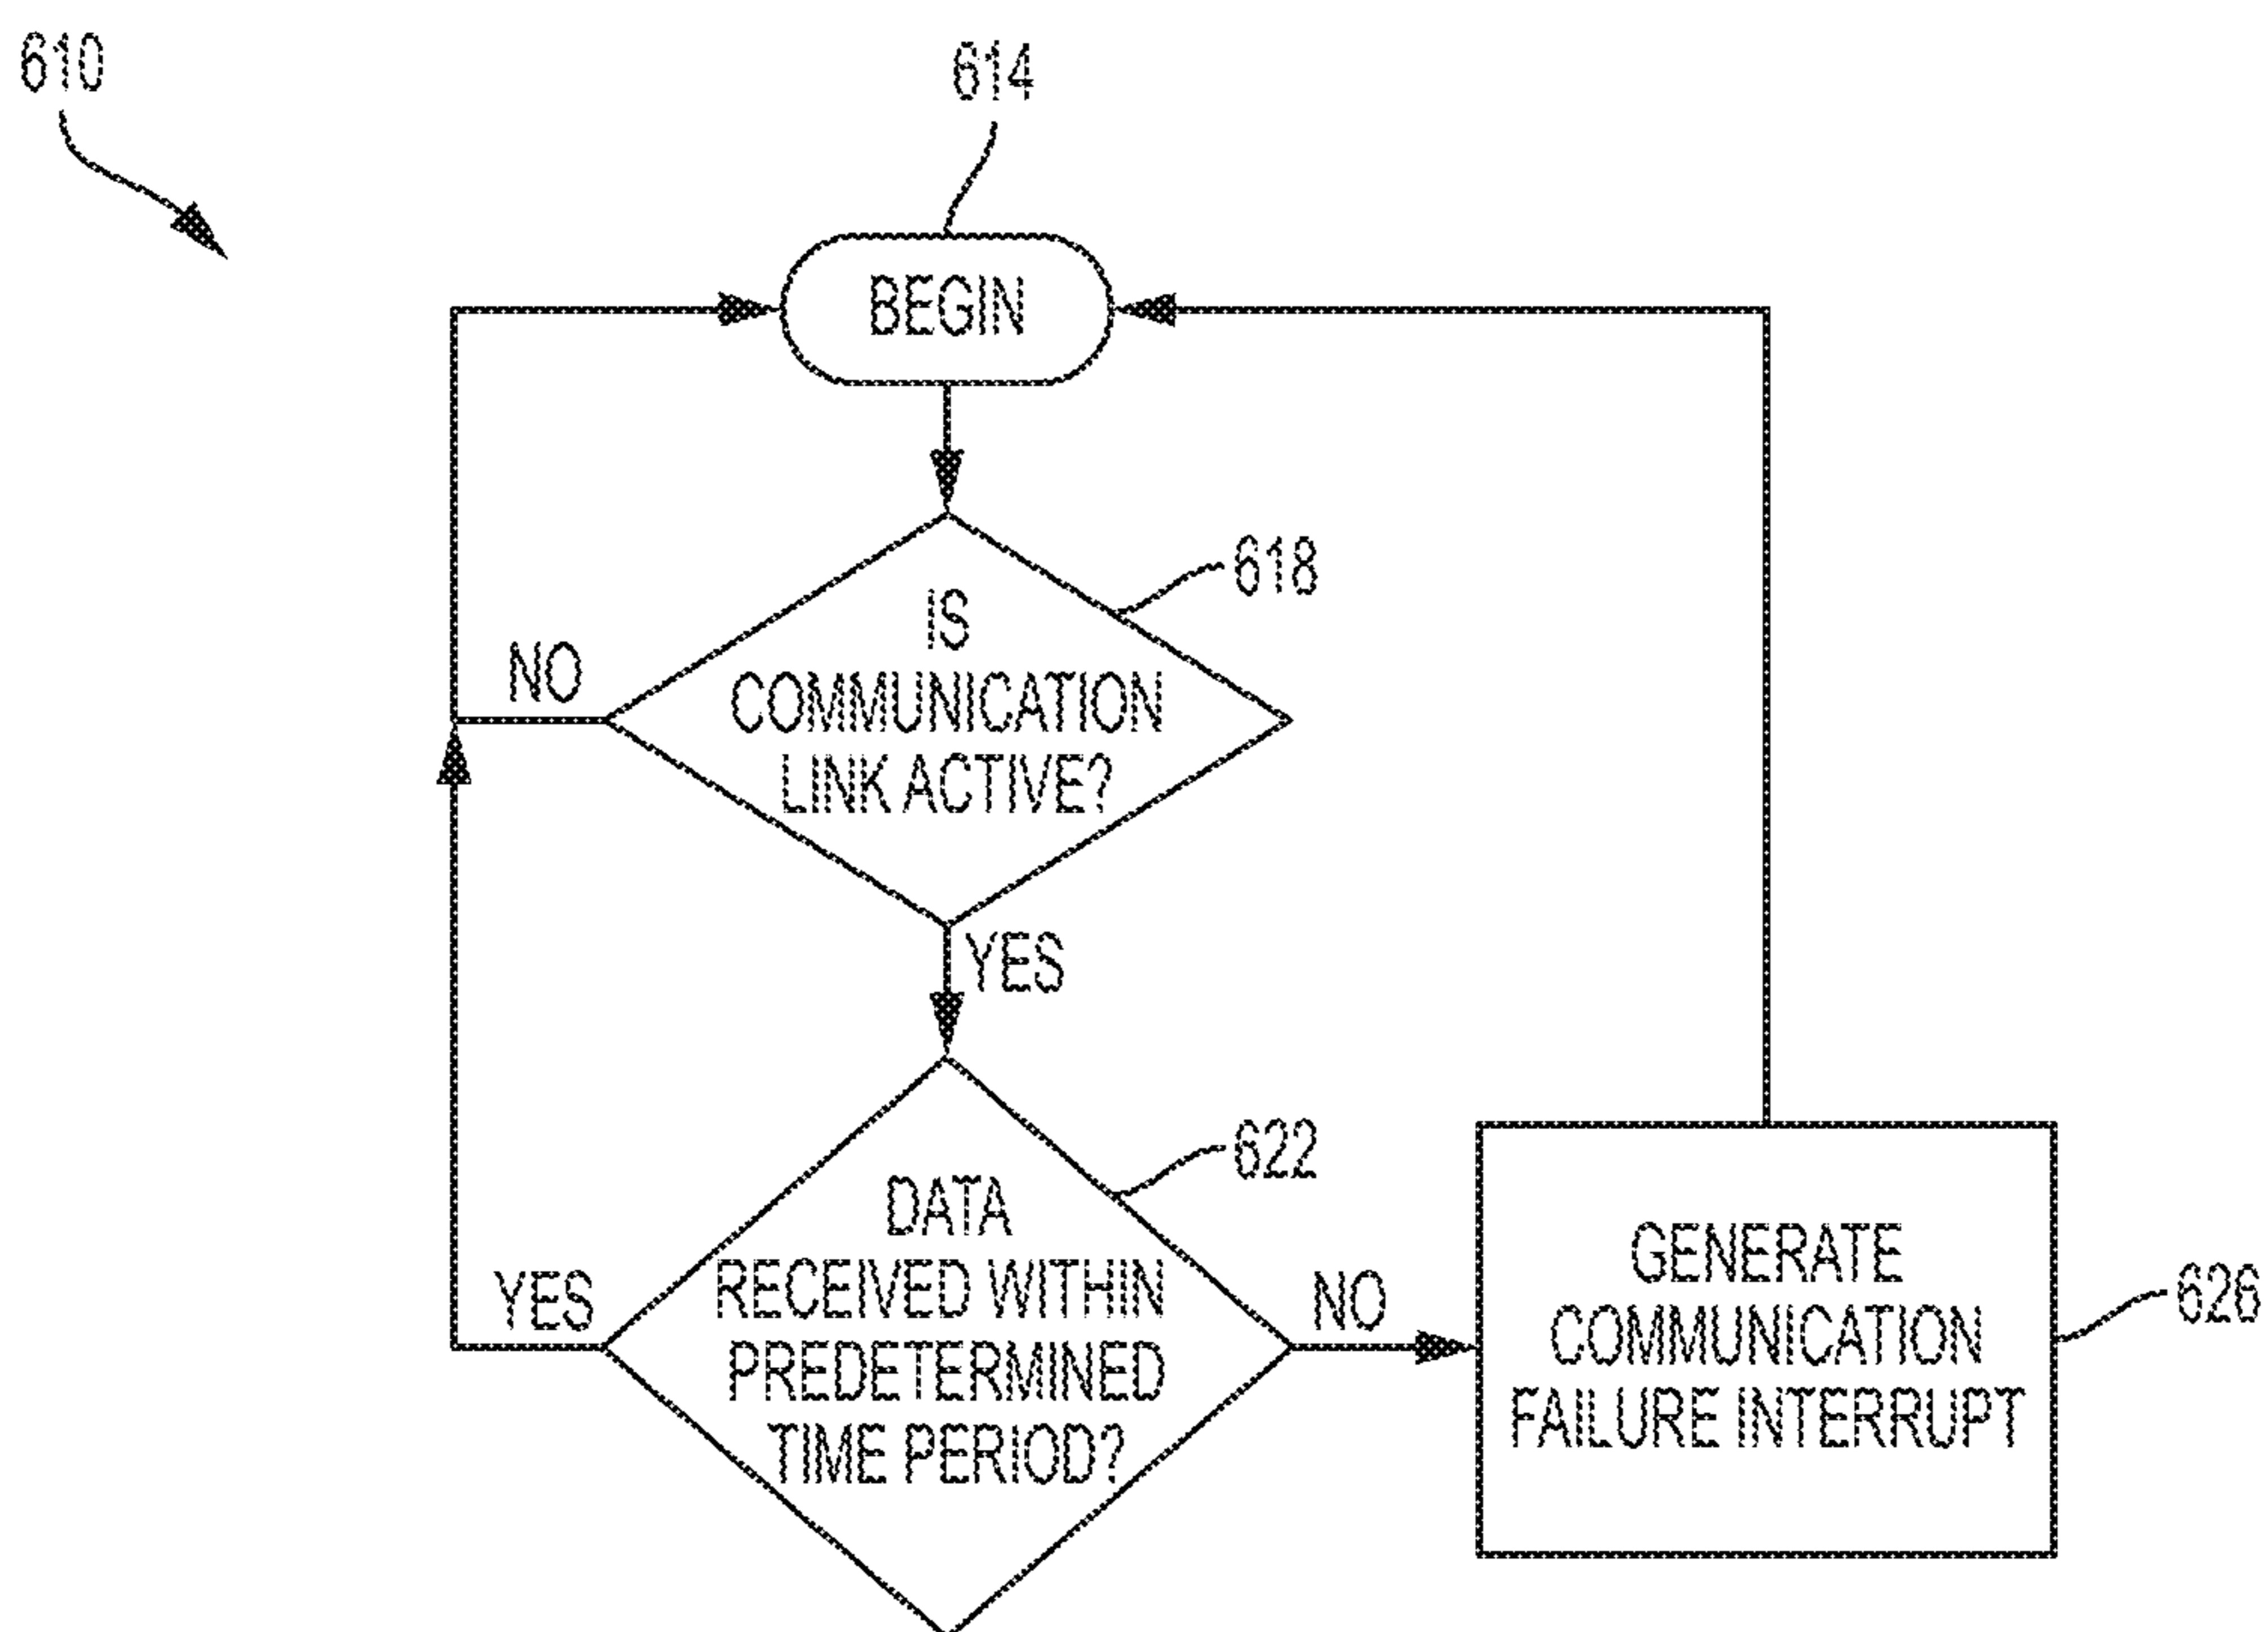 610
614
BEGIN
618
IS
COMMUNICATION
LINK ACTIVE?
NO
YES
622
DATA
RECEIVED WITHIN
PREDETERMINED
TIME PERIOD?
YES
NO
GENERATE
COMMUNICATION
FAILURE INTERRUPT
626